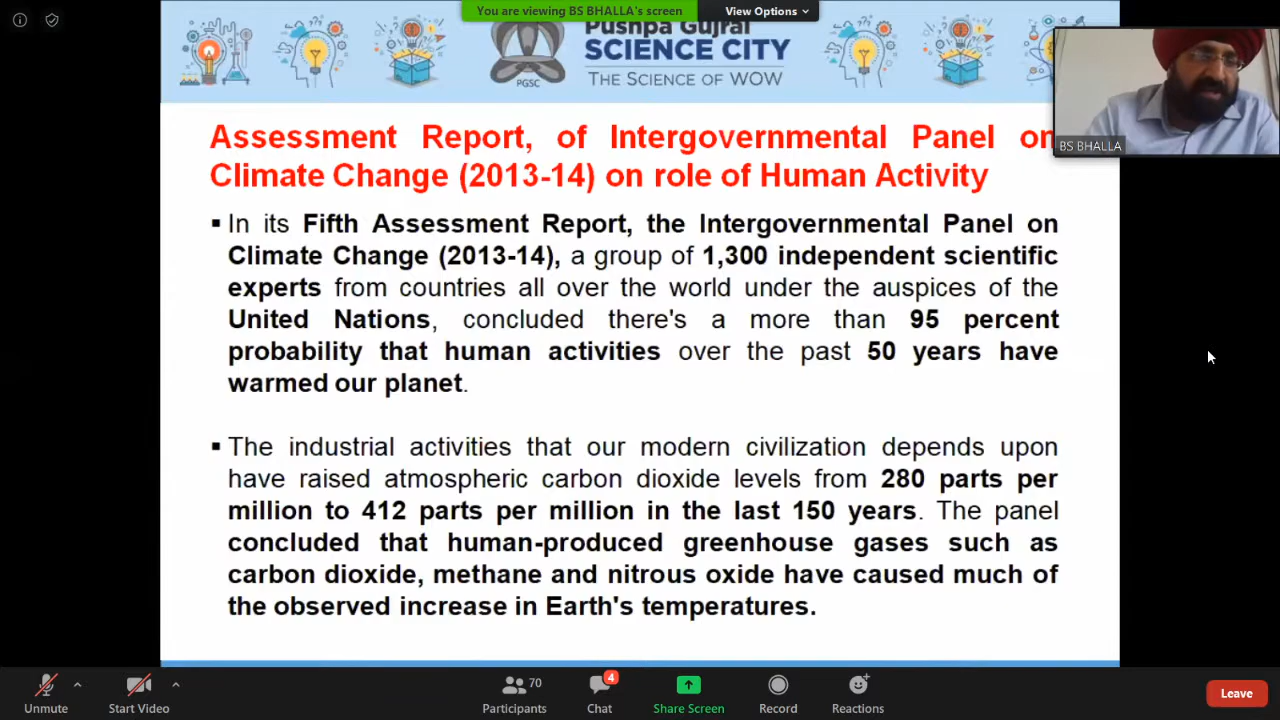 You are viewing BS BHALLA's screen
View Options
Pushpa Gujral
SCIENCE CITY
PGSC
THE SCIENCE OF WOW
BS BHALLA
Assessment Report, of Intergovernmental Panel on
Climate Change (2013-14) on role of Human Activity
▪ In its Fifth Assessment Report, the Intergovernmental Panel on
Climate Change (2013-14), a group of 1,300 independent scientific
experts from countries all over the world under the auspices of the
United Nations, concluded there's a more than 95 percent
probability that human activities over the past 50 years have
warmed our planet.
▪ The industrial activities that our modern civilization depends upon
have raised atmospheric carbon dioxide levels from 280 parts per
million to 412 parts per million in the last 150 years. The panel
concluded that human-produced greenhouse gases such as
carbon dioxide, methane and nitrous oxide have caused much of
the observed increase in Earth's temperatures.
Unmute
Start Video
70
Participants
4
Chat
Share Screen
Record
Reactions
Leave